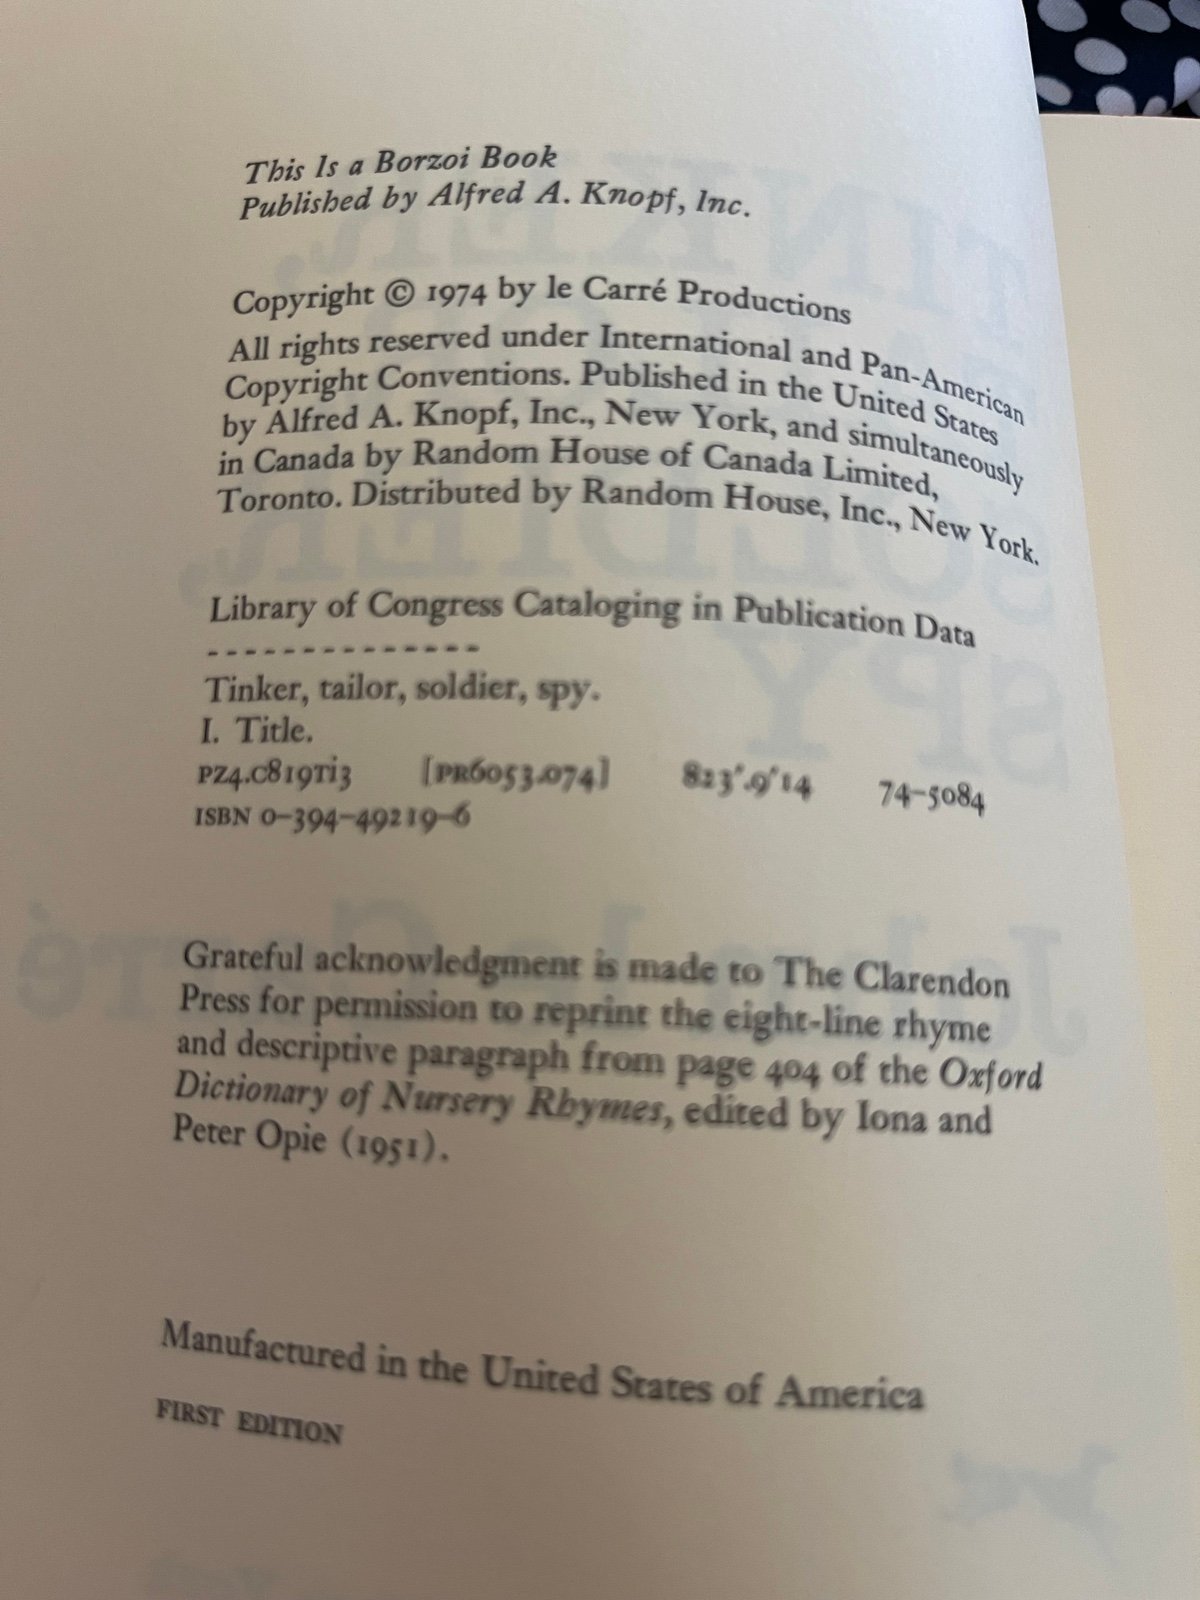 This Is a Borzoi Book
Published by Alfred A. Knopf, Inc.
Copyright © 1974 by le Carré Productions
All rights reserved under International and Pan-American
Copyright Conventions. Published in the United States
by Alfred A. Knopf, Inc., New York, and simultaneously
in Canada by Random House of Canada Limited,
Toronto. Distributed by Random House, Inc., New York.
Library of Congress Cataloging in Publication Data
--------------
Tinker, tailor, soldier, spy.
I. Title.
PZ4.C819Ti3 [PR6053.074] 823'.9'14 74-5084
ISBN 0-394-49219-6
Grateful acknowledgment is made to The Clarendon
Press for permission to reprint the eight-line rhyme
and descriptive paragraph from page 404 of the Oxford
Dictionary of Nursery Rhymes, edited by Iona and
Peter Opie (1951).
Manufactured in the United States of America
FIRST EDITION